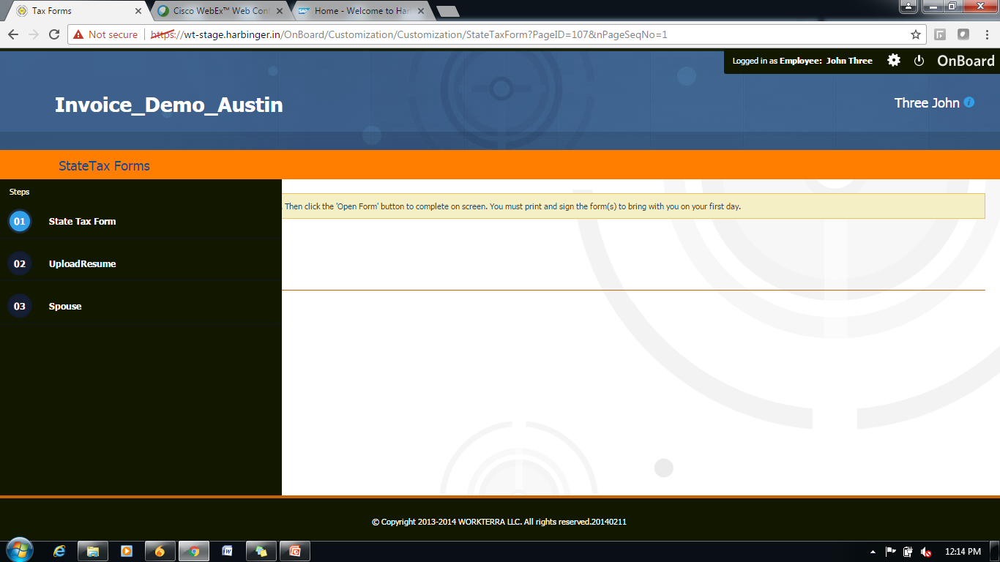 Tax Forms
Cisco WebEx™ Web Conf
Home - Welcome to Har
Not secure https://wt-stage.harbinger.in/OnBoard/Customization/Customization/StateTaxForm?PageID=107&nPageSeqNo=1
Logged in as Employee: John Three
OnBoard
Invoice_Demo_Austin
Three John
StateTax Forms
Steps
. Then click the 'Open Form' button to complete on screen. You must print and sign the form(s) to bring with you on your first day.
01 State Tax Form
02 UploadResume
03 Spouse
© Copyright 2013-2014 WORKTERRA LLC. All rights reserved.20140211
12:14 PM